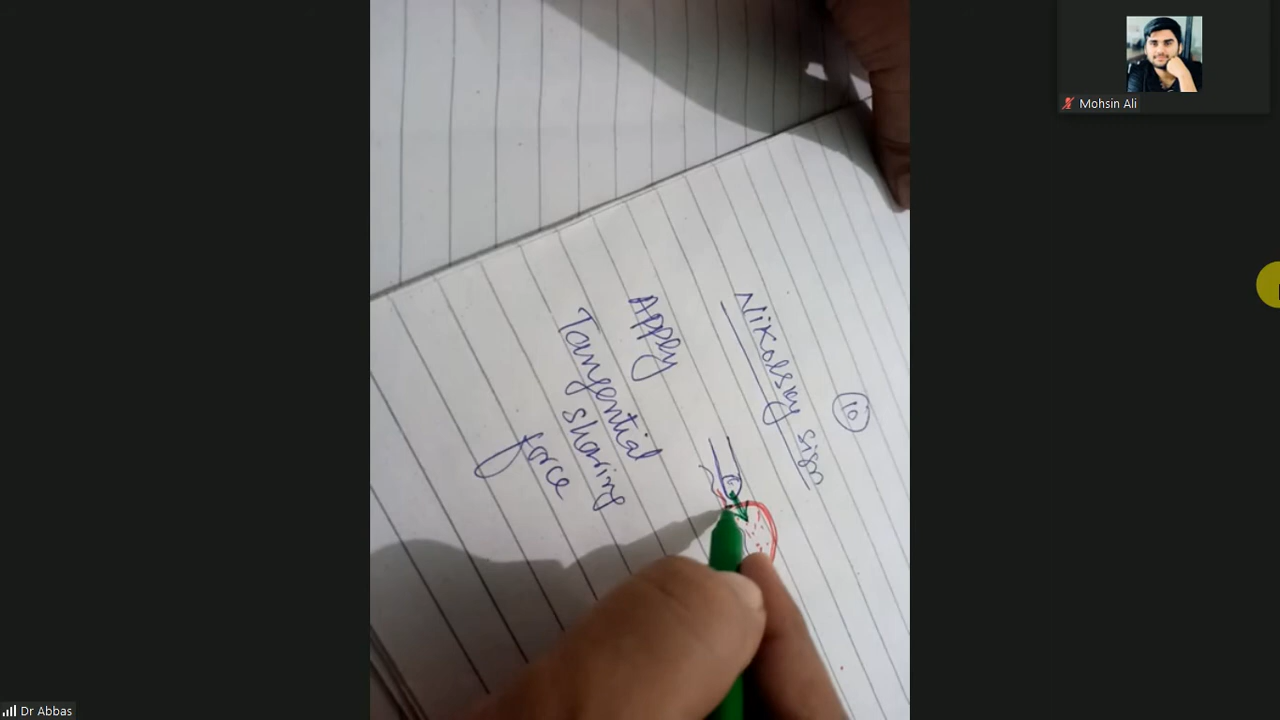 Mohsin Ali
10
Nikolsky sign
Apply
Tangential
sharing
force
Dr Abbas